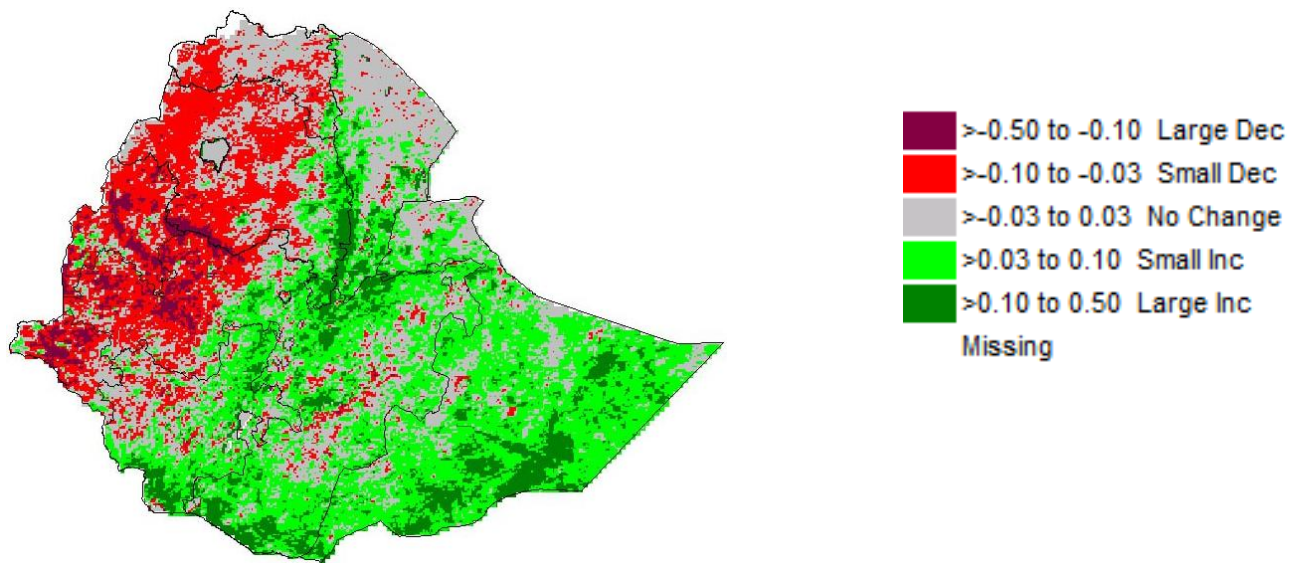 >-0.50 to -0.10 Large Dec
>-0.10 to -0.03 Small Dec
>-0.03 to 0.03 No Change
>0.03 to 0.10 Small Inc
>0.10 to 0.50 Large Inc
Missing